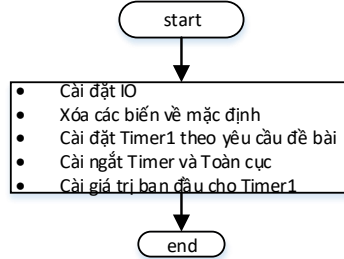 start
• Cài đặt IO
• Xóa các biến về mặc định
• Cài đặt Timer1 theo yêu cầu đề bài
• Cài ngắt Timer và Toàn cục
• Cài giá trị ban đầu cho Timer1
end